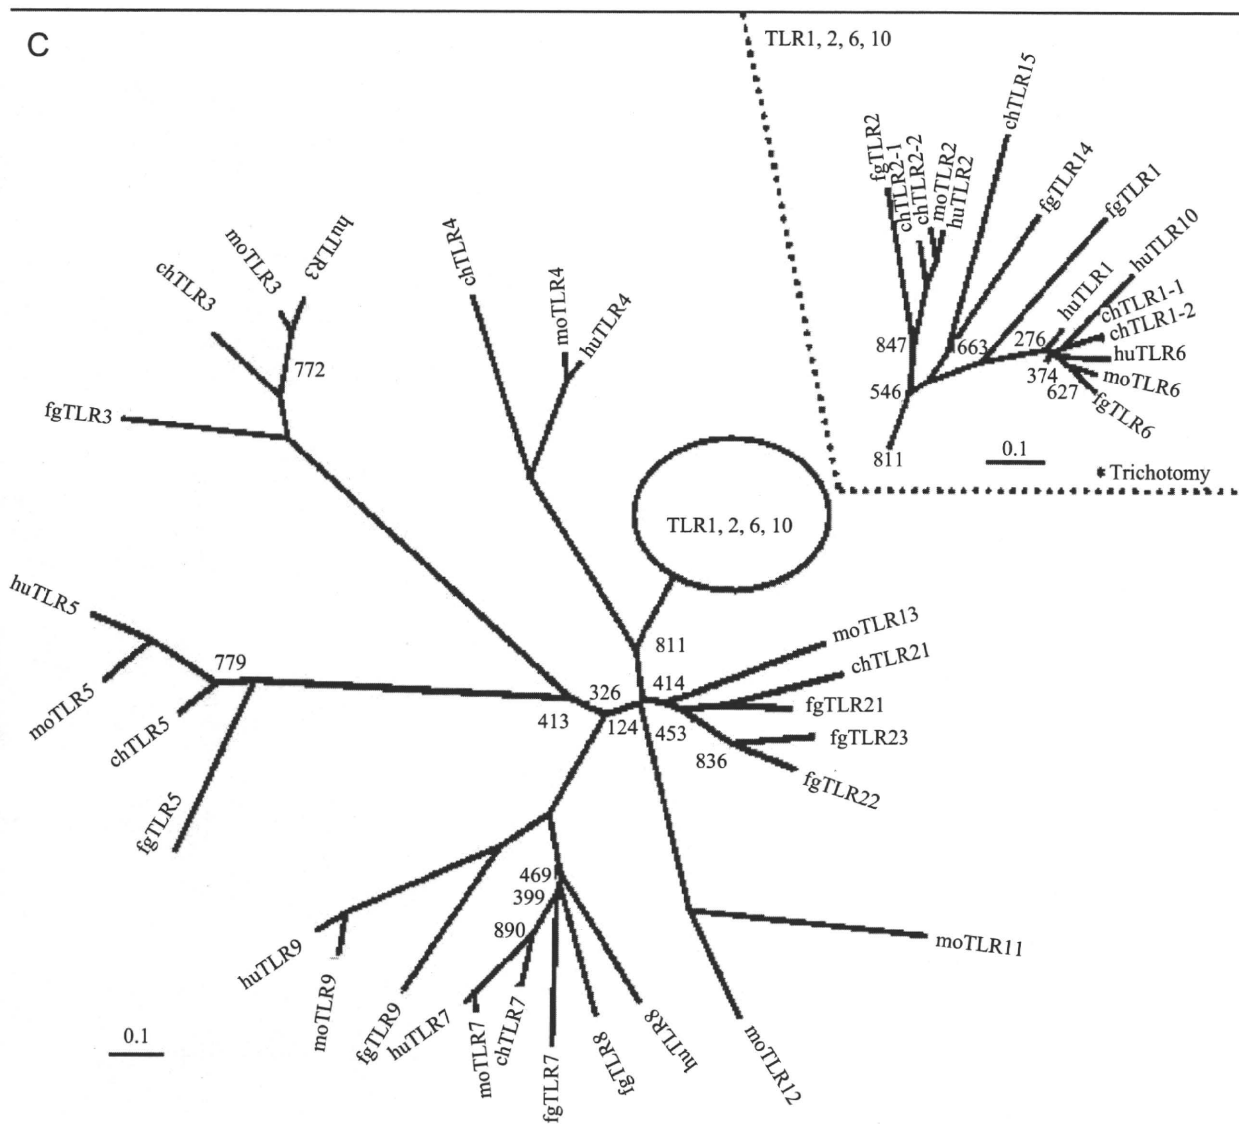 C
TLR1, 2, 6, 10
chTLR15
fgTLR2
chTLR2-1
chTLR2-2
moTLR2
huTLR2
fgTLR14
fgTLR1
huTLR10
huTLR1
chTLR1-1
chTLR1-2
huTLR6
moTLR6
fgTLR6
847
663
276
374
627
546
811
0.1
* Trichotomy
huTLR3
moTLR3
chTLR3
772
fgTLR3
chTLR4
moTLR4
huTLR4
TLR1, 2, 6, 10
huTLR5
moTLR5
779
chTLR5
fgTLR5
811
moTLR13
chTLR21
fgTLR21
fgTLR23
fgTLR22
326
414
413
124
453
836
469
399
890
huTLR9
moTLR9
fgTLR9
huTLR7
moTLR7
chTLR7
fgTLR7
fgTLR8
huTLR8
moTLR11
moTLR12
0.1